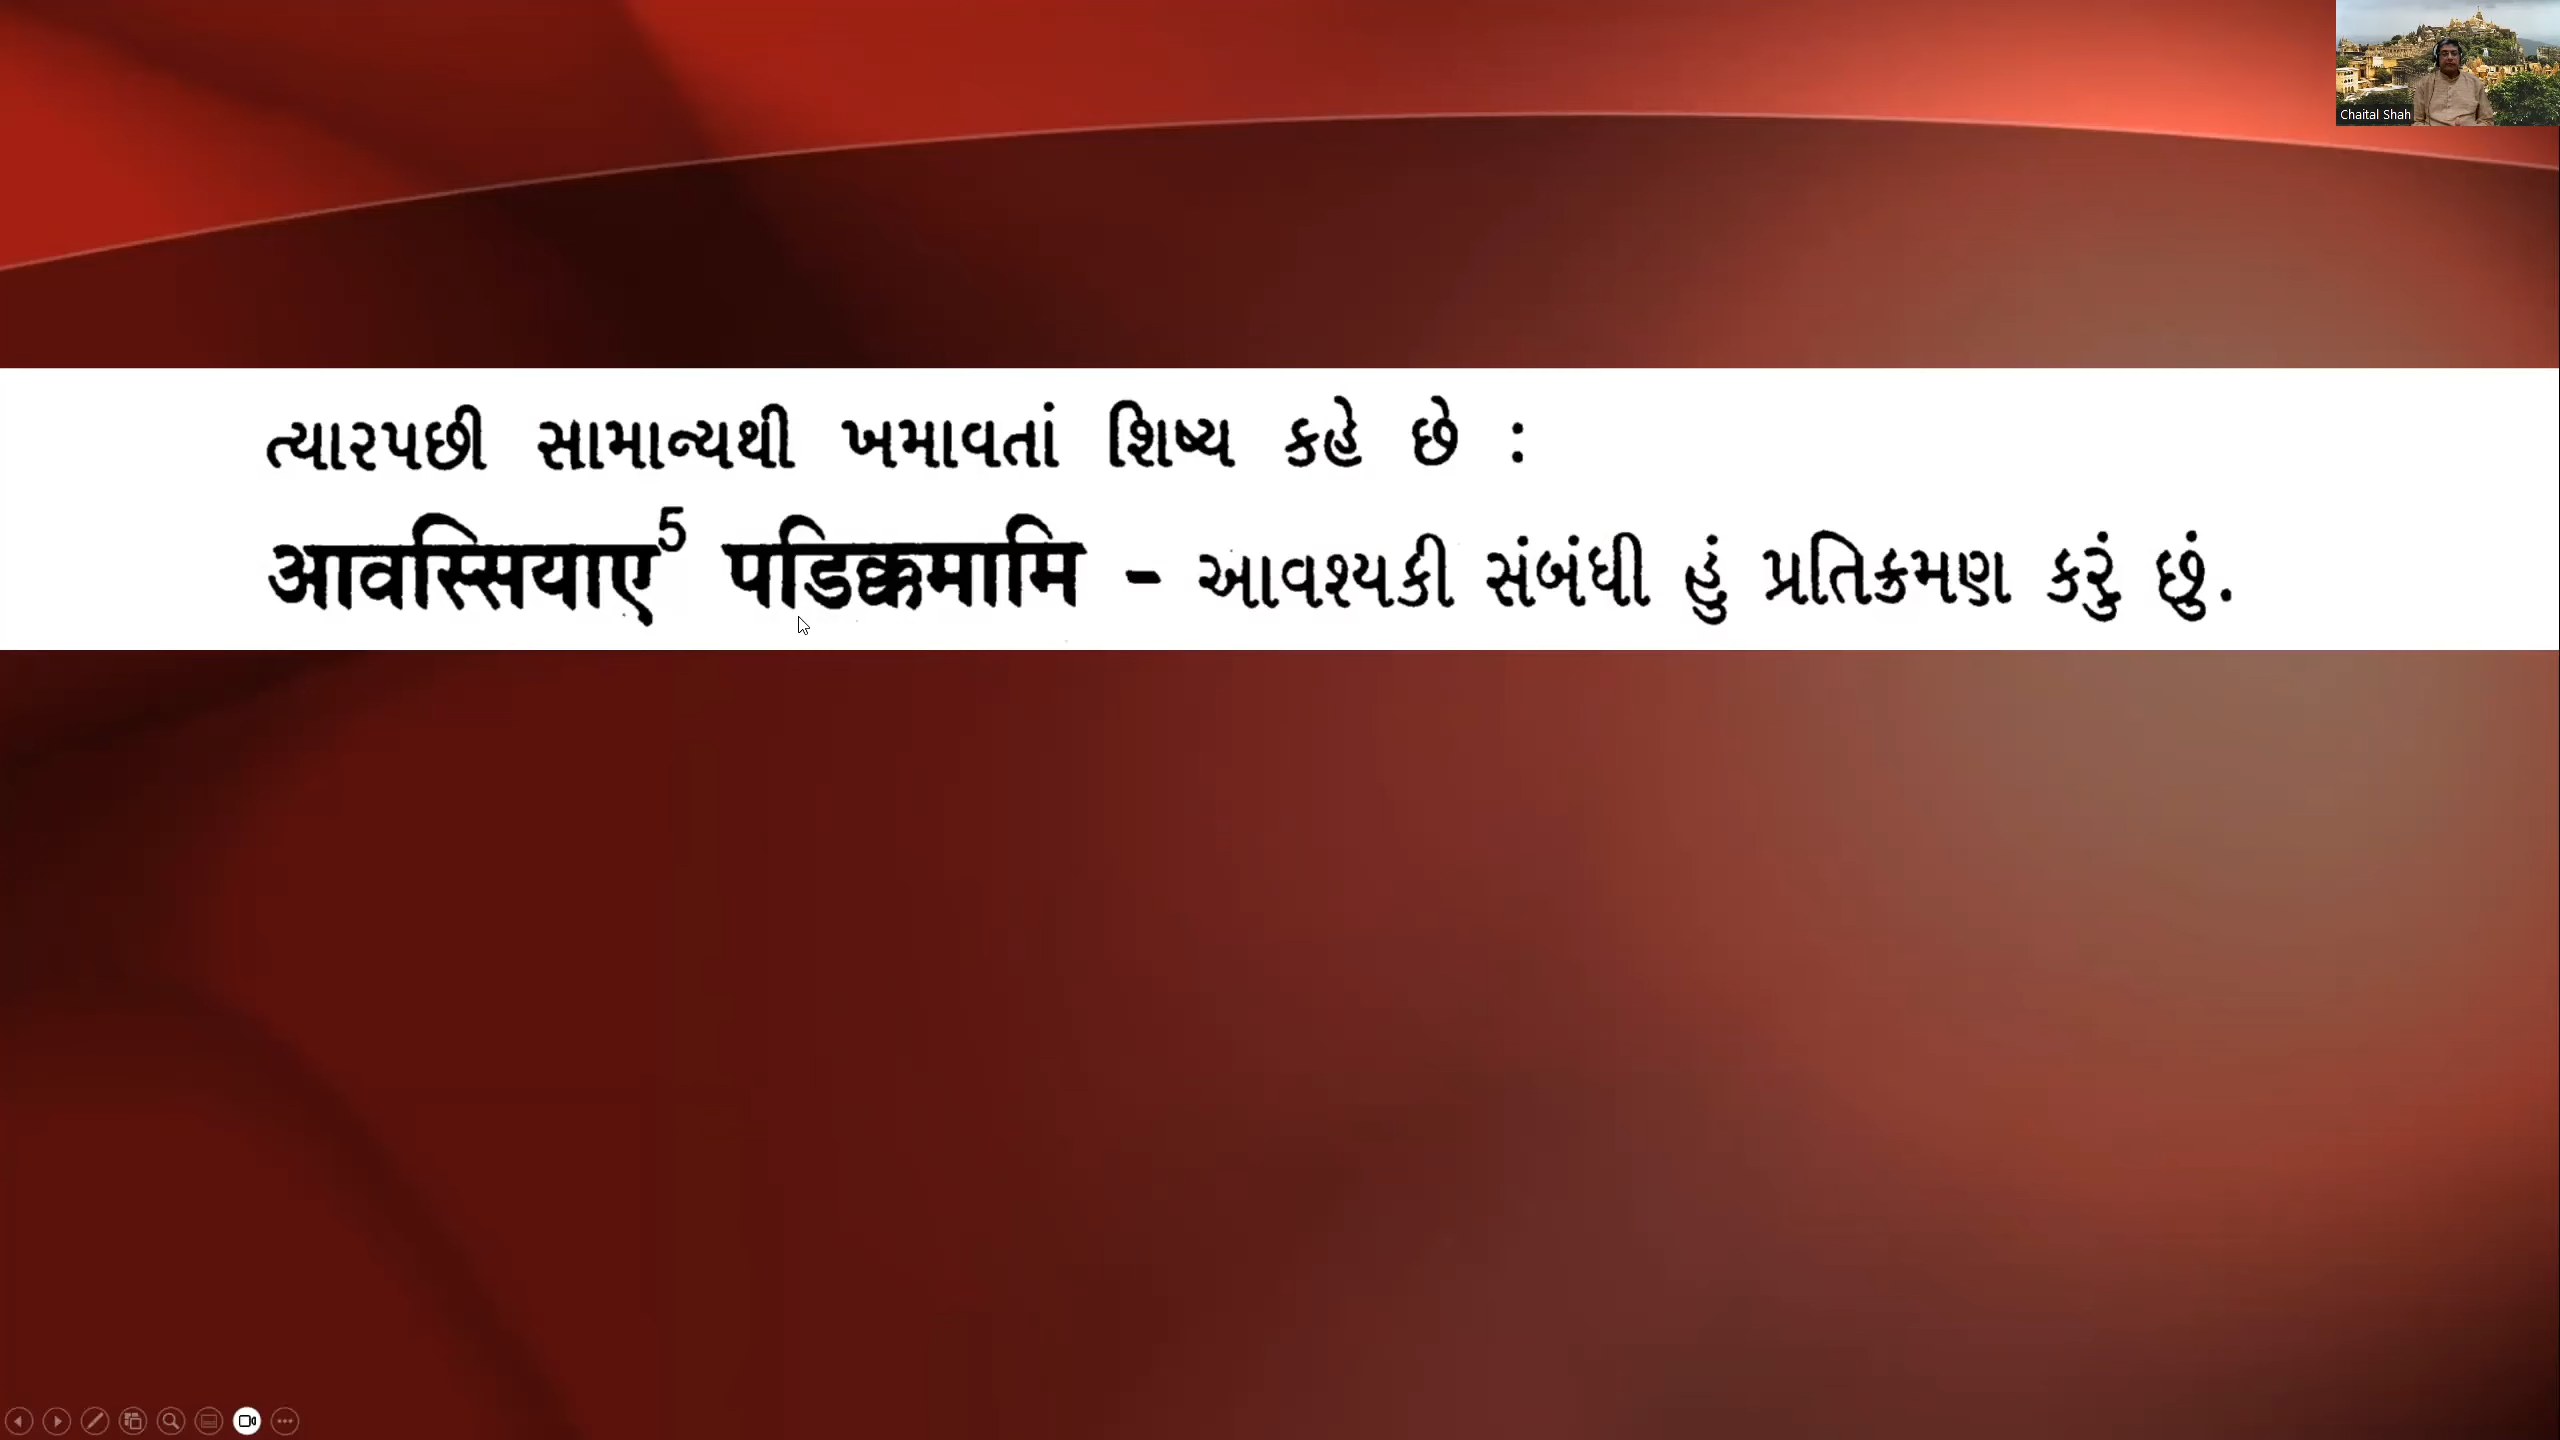 Chaital Shah
ત્યારપછી સામાન્યથી ખમાવતાં શિષ્ય કહે છે :
आवस्सियाए5 पडिक्कमामि - આવશ્યકી સંબંધી હું પ્રતિક્રમણ કરું છું.